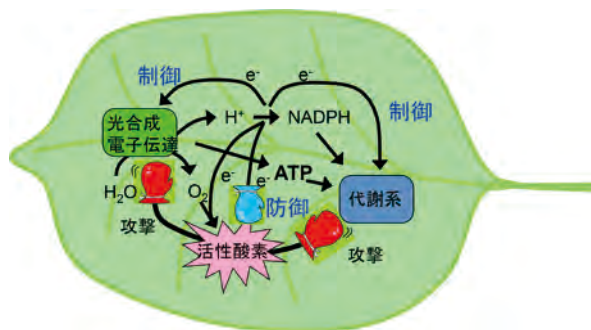 制御
e-
e-
制御
光合成
電子伝達
H+
NADPH
H2O
O2
e-
e-
ATP
防御
代謝系
攻撃
活性酸素
攻撃